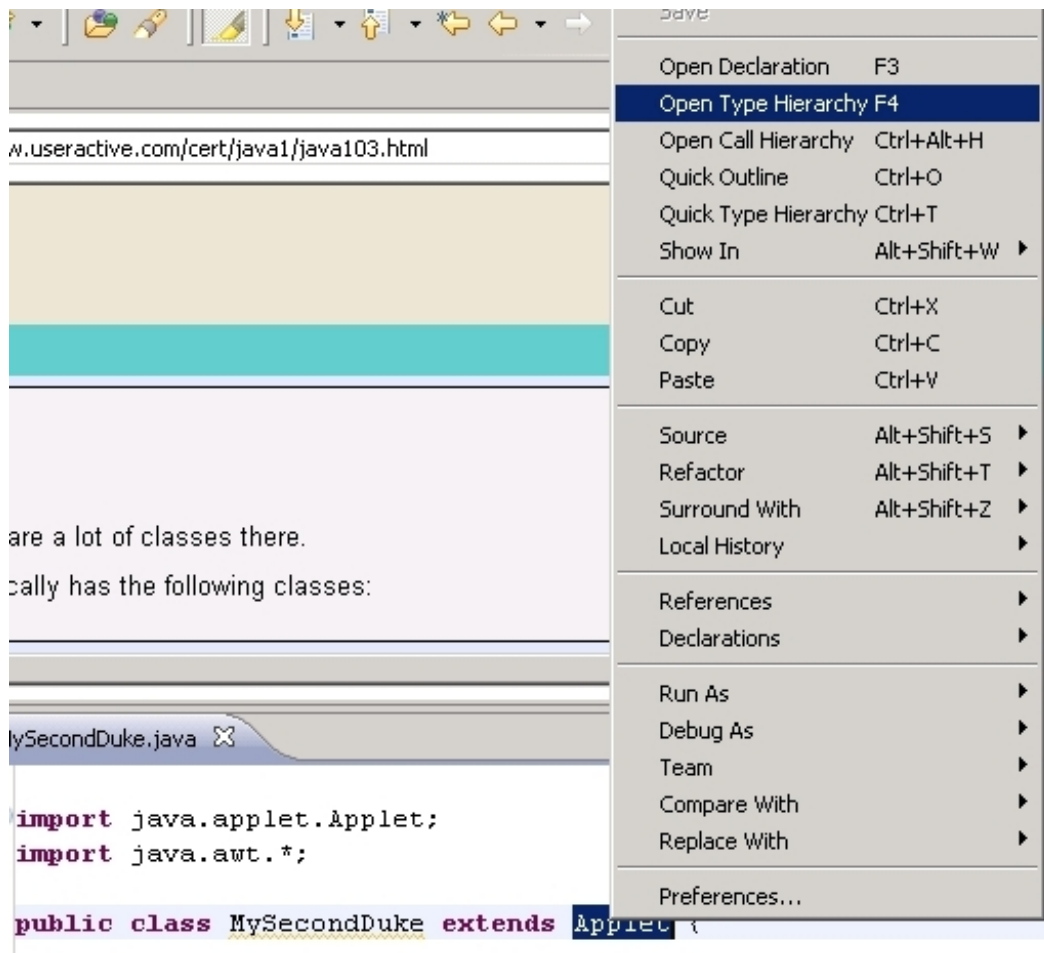 Save
Open Declaration F3
Open Type Hierarchy F4
Open Call Hierarchy Ctrl+Alt+H
Quick Outline Ctrl+O
Quick Type Hierarchy Ctrl+T
Show In Alt+Shift+W
Cut Ctrl+X
Copy Ctrl+C
Paste Ctrl+V
Source Alt+Shift+S
Refactor Alt+Shift+T
Surround With Alt+Shift+Z
Local History
References
Declarations
Run As
Debug As
Team
Compare With
Replace With
Preferences...
w.useractive.com/cert/java1/java103.html
are a lot of classes there.
cally has the following classes:
MySecondDuke.java
import java.applet.Applet;
import java.awt.*;
public class MySecondDuke extends Applet {